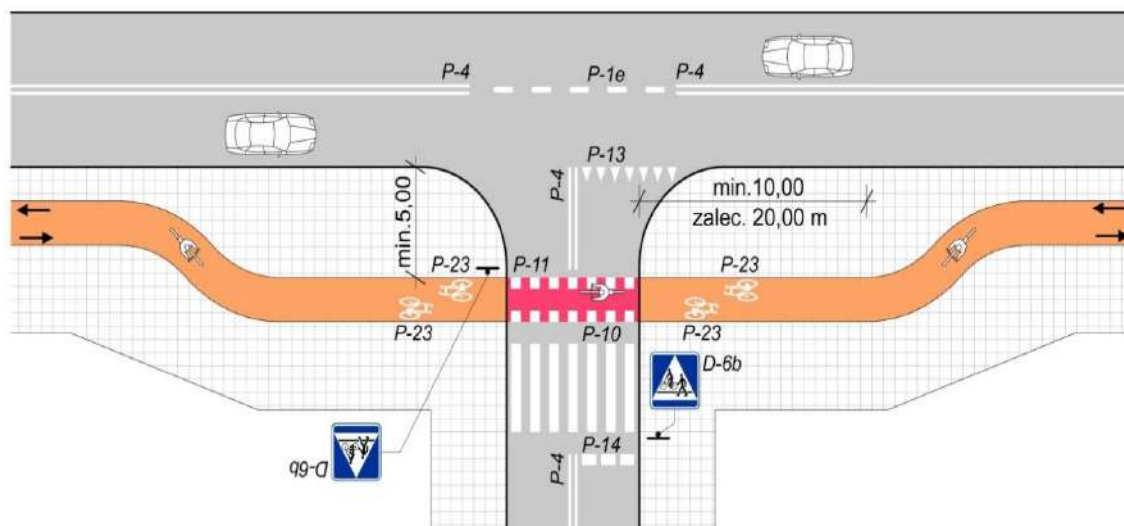 P-4
P-1e
P-4
P-13
P-4
min.5,00
min.10,00
zalec. 20,00 m
P-23
P-11
P-23
P-23
P-10
P-23
D-6b
D-6b
P-14
P-4